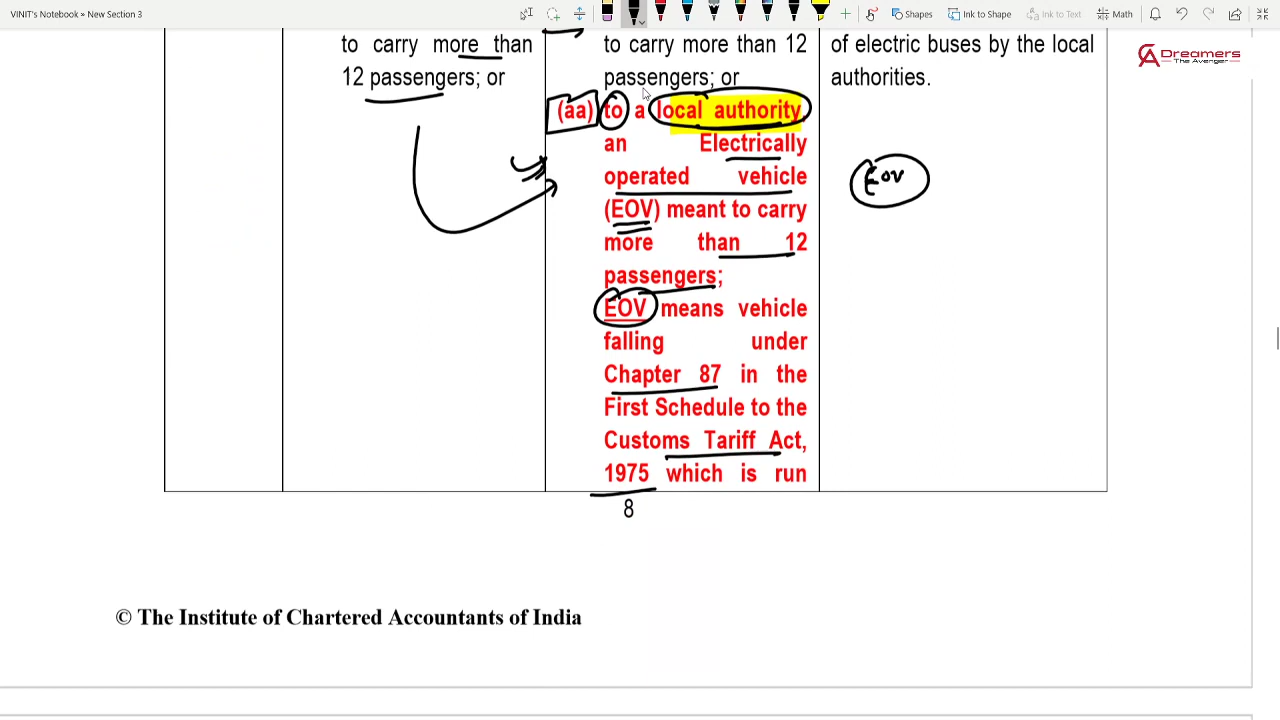 VINIT's Notebook » New Section 3
Shapes
Ink to Shape
Ink to Text
Math
Dreamers
The Avenger
to carry more than
12 passengers; or
to carry more than 12
passengers; or
(aa) to a local authority,
an Electrically
operated vehicle
(EOV) meant to carry
more than 12
passengers;
EOV means vehicle
falling under
Chapter 87 in the
First Schedule to the
Customs Tariff Act,
1975 which is run
of electric buses by the local
authorities.
EOV
8
© The Institute of Chartered Accountants of India